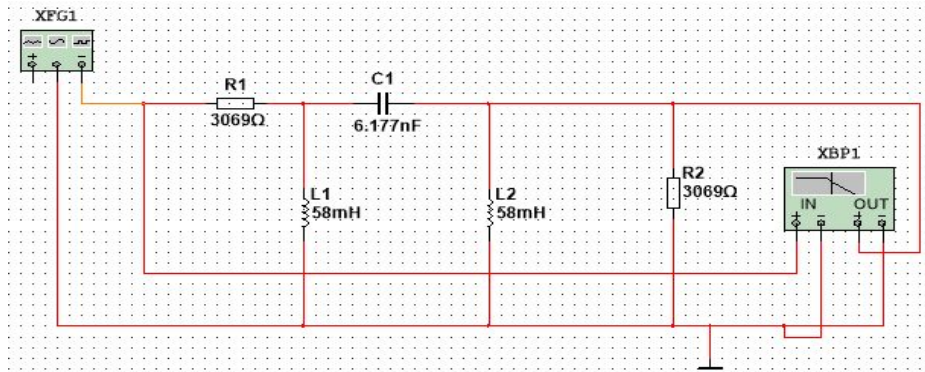 XFG1
R1
3069Ω
C1
6.177nF
L1
58mH
L2
58mH
R2
3069Ω
XBP1
IN OUT